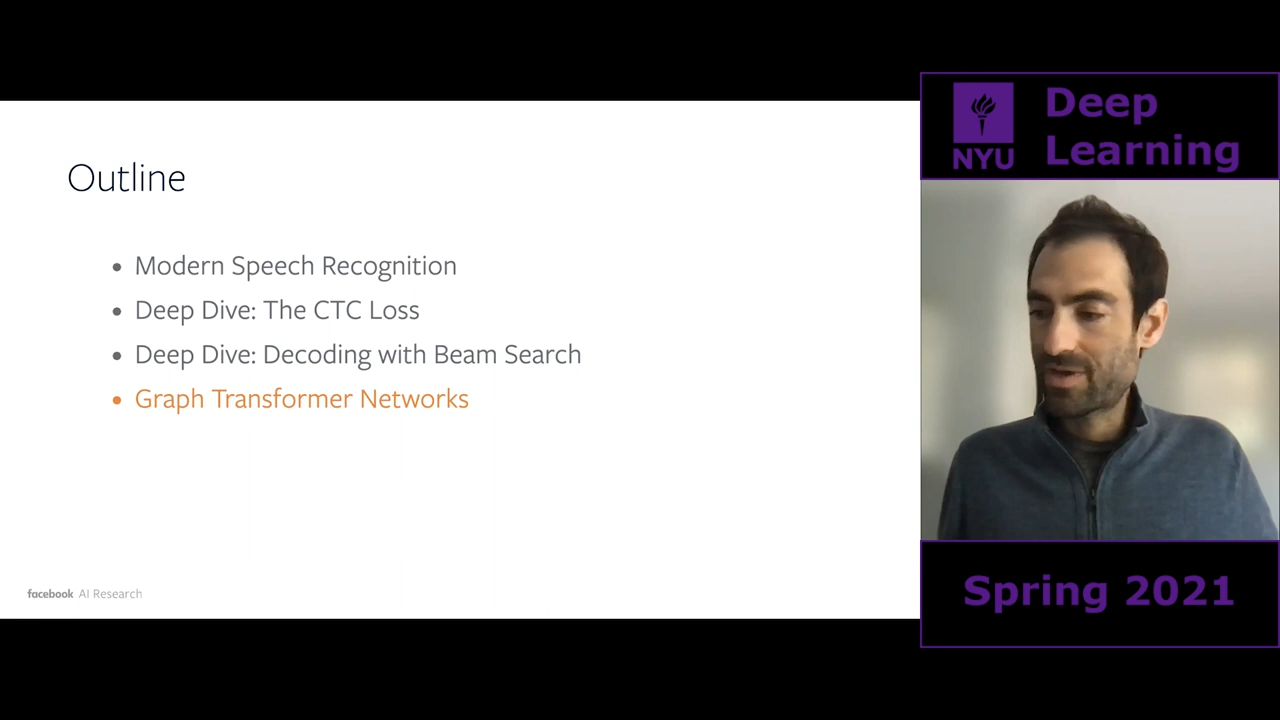 Outline
• Modern Speech Recognition
• Deep Dive: The CTC Loss
• Deep Dive: Decoding with Beam Search
• Graph Transformer Networks
facebook AI Research
NYU
Deep
Learning
Spring 2021